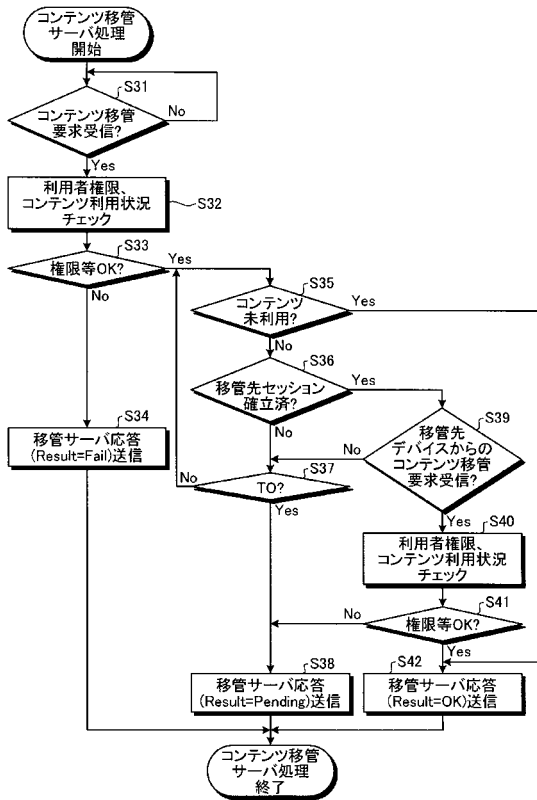 コンテンツ移管
サーバ処理
開始
S31
コンテンツ移管
要求受信?
No
Yes
利用者権限、
コンテンツ利用状況
チェック
S32
S33
権限等OK?
Yes
No
S35
コンテンツ
未利用?
Yes
No
S36
移管先セッション
確立済?
Yes
No
S34
移管サーバ応答
(Result=Fail)送信
S39
移管先
デバイスからの
コンテンツ移管
要求受信?
No
Yes
S37
TO?
No
Yes
S40
利用者権限、
コンテンツ利用状況
チェック
S41
権限等OK?
No
Yes
S38
移管サーバ応答
(Result=Pending)送信
S42
移管サーバ応答
(Result=OK)送信
コンテンツ移管
サーバ処理
終了